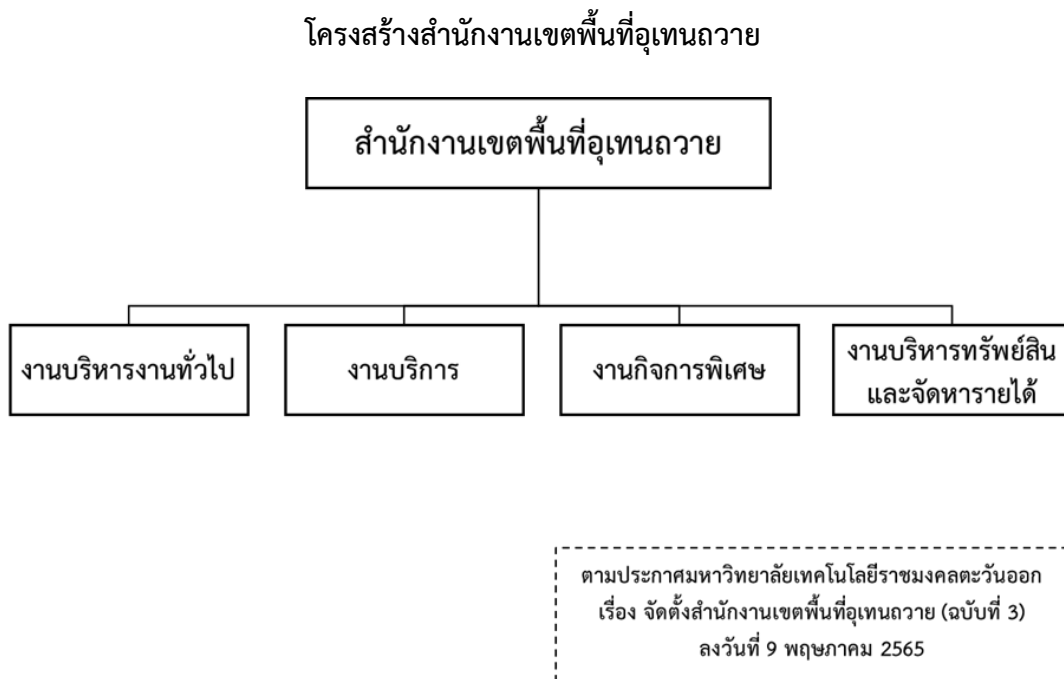 โครงสร้างสำนักงานเขตพื้นที่อุเทนถวาย
สำนักงานเขตพื้นที่อุเทนถวาย
งานบริหารงานทั่วไป
งานบริการ
งานกิจการพิเศษ
งานบริหารทรัพย์สิน
และจัดหารายได้
ตามประกาศมหาวิทยาลัยเทคโนโลยีราชมงคลตะวันออก
เรื่อง จัดตั้งสำนักงานเขตพื้นที่อุเทนถวาย (ฉบับที่ 3)
ลงวันที่ 9 พฤษภาคม 2565